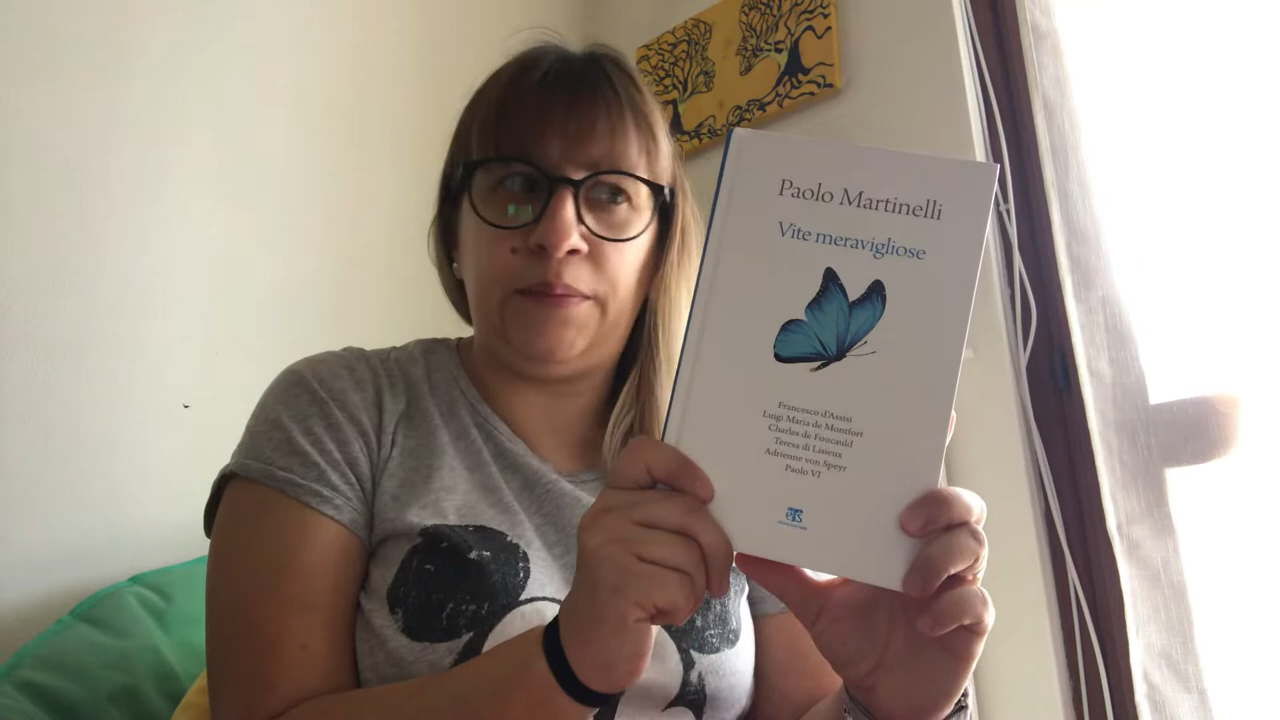 Paolo Martinelli
Vite meravigliose
Francesco d'Assisi
Luigi Maria de Montfort
Charles de Foucauld
Teresa di Lisieux
Adrienne von Speyr
Paolo VI
ets